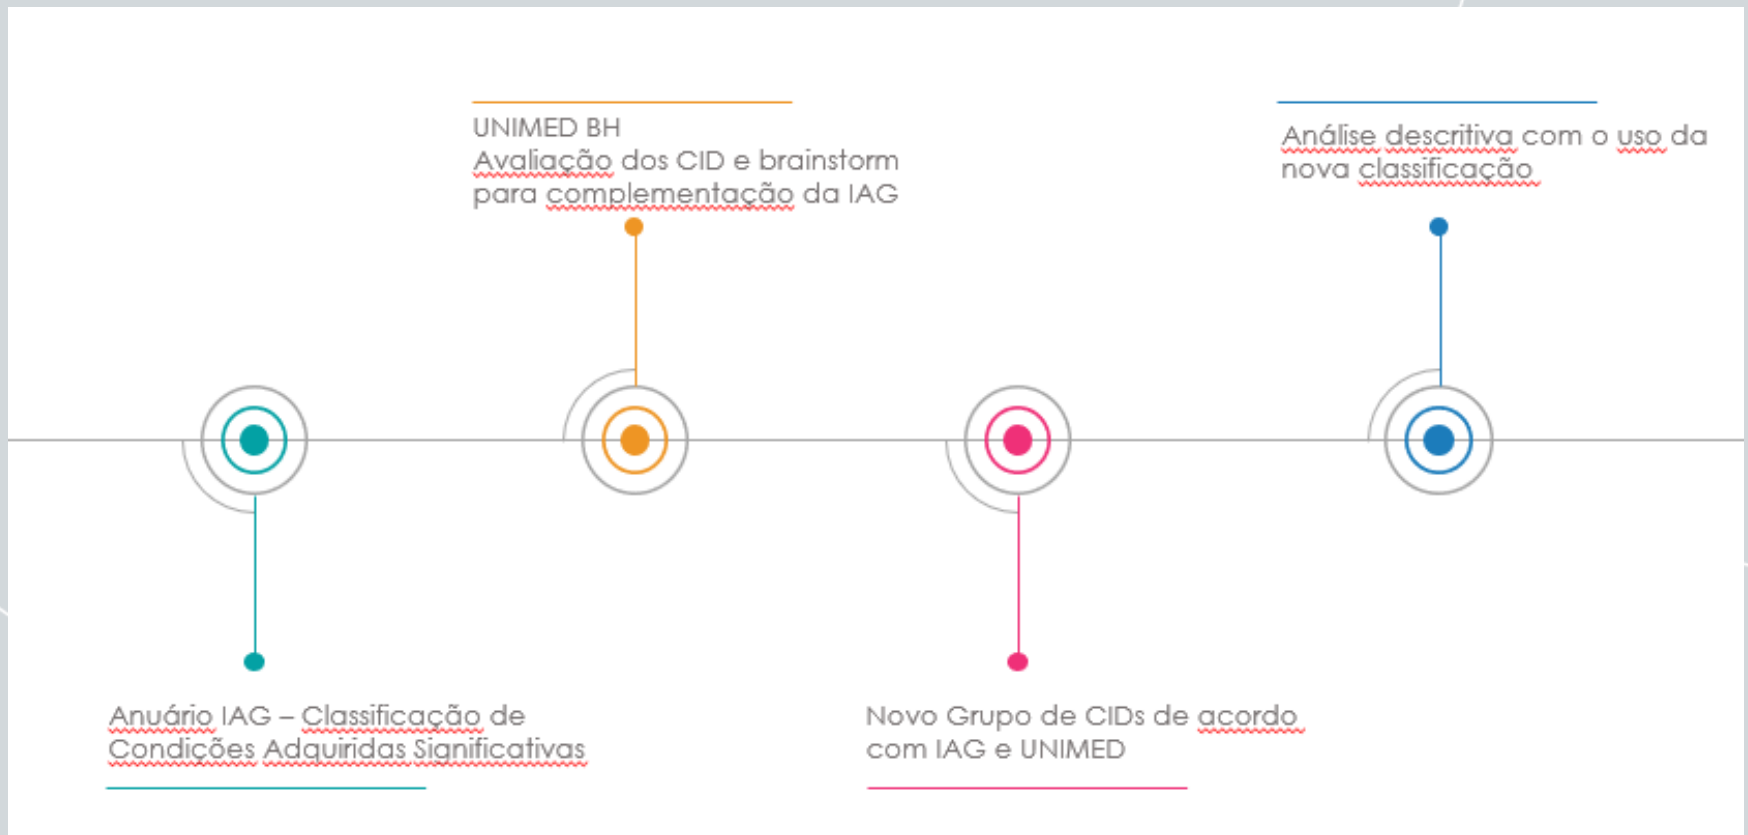 UNIMED BH
Avaliação dos CID e brainstorm
para complementação da IAG
Análise descritiva com o uso da
nova classificação
Anuário IAG – Classificação de
Condições Adquiridas Significativas
Novo Grupo de CIDs de acordo
com IAG e UNIMED